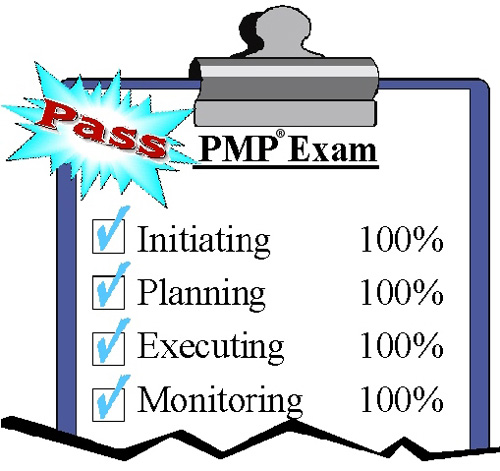 Pass
PMP® Exam
Initiating 100%
Planning 100%
Executing 100%
Monitoring 100%